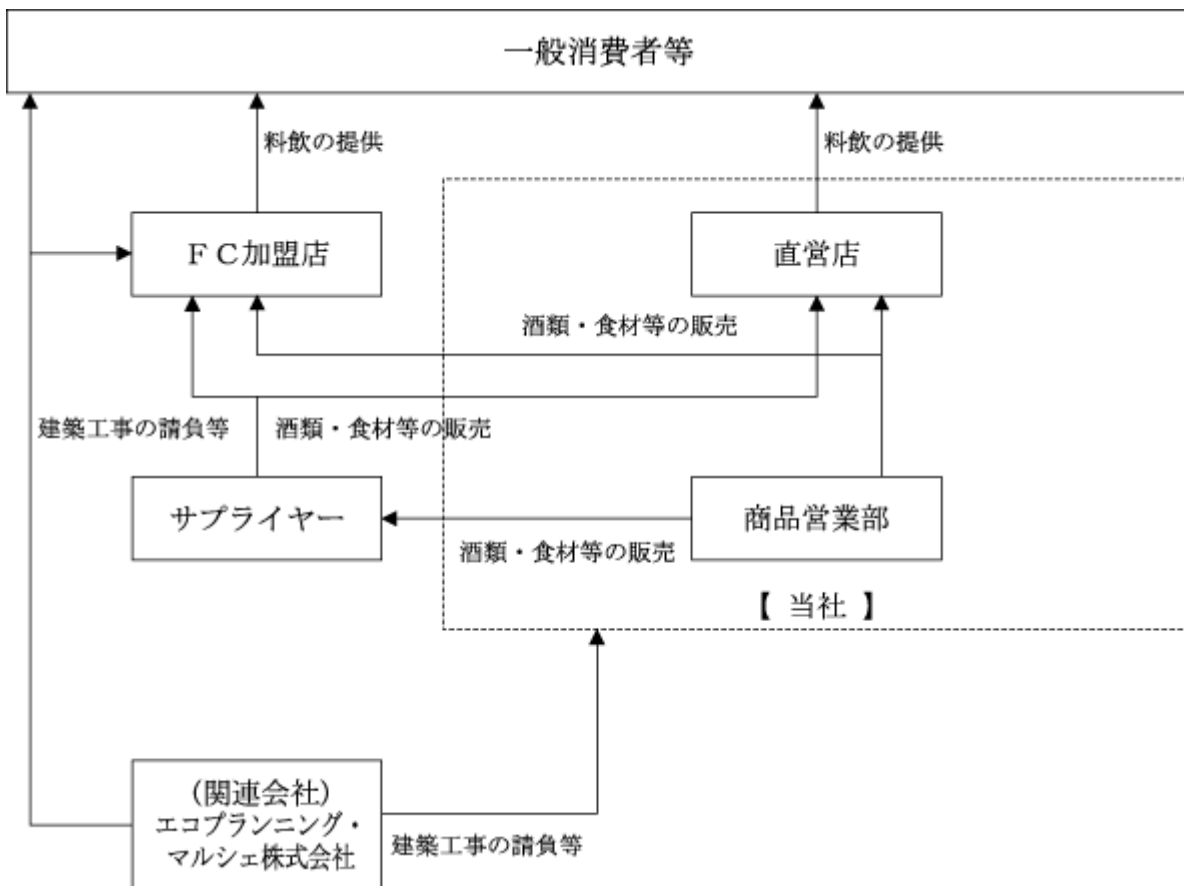 一般消費者等
料飲の提供
料飲の提供
ＦＣ加盟店
直営店
酒類・食材等の販売
建築工事の請負等
酒類・食材等の販売
サプライヤー
商品営業部
酒類・食材等の販売
【 当社 】
(関連会社)
エコプランニング・
マルシェ株式会社
建築工事の請負等